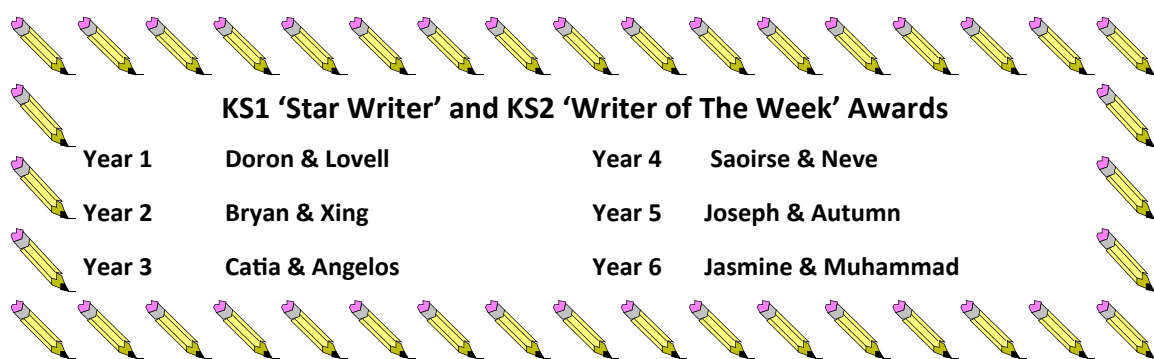 KS1 ‘Star Writer’ and KS2 ‘Writer of The Week’ Awards
Year 1 Doron & Lovell Year 4 Saoirse & Neve
Year 2 Bryan & Xing Year 5 Joseph & Autumn
Year 3 Catia & Angelos Year 6 Jasmine & Muhammad